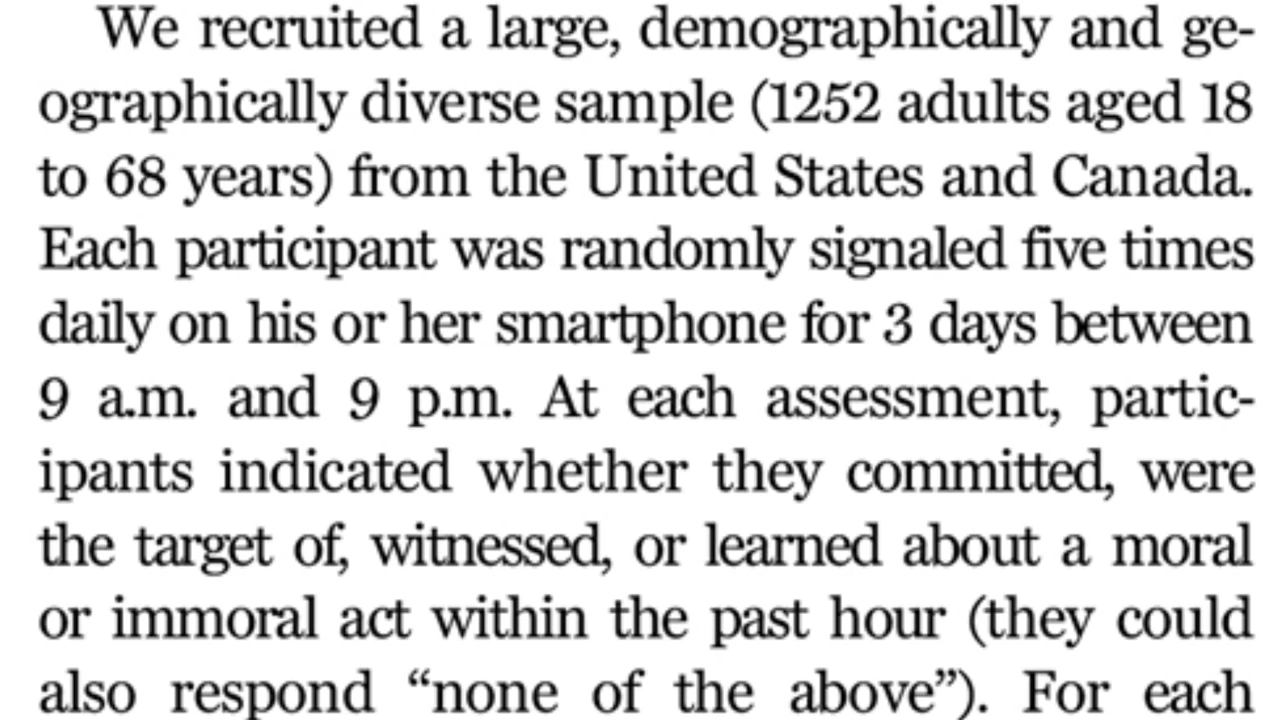 We recruited a large, demographically and ge-
ographically diverse sample (1252 adults aged 18
to 68 years) from the United States and Canada.
Each participant was randomly signaled five times
daily on his or her smartphone for 3 days between
9 a.m. and 9 p.m. At each assessment, partic-
ipants indicated whether they committed, were
the target of, witnessed, or learned about a moral
or immoral act within the past hour (they could
also respond “none of the above”). For each